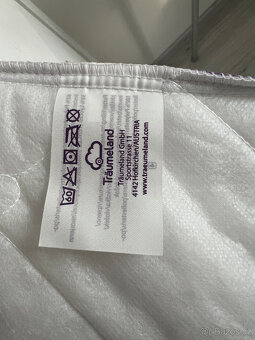 Träumeland
Träumeland GmbH
Sportstrasse 11
4142 Hofkirchen/AUSTRIA
www.traeumeland.com